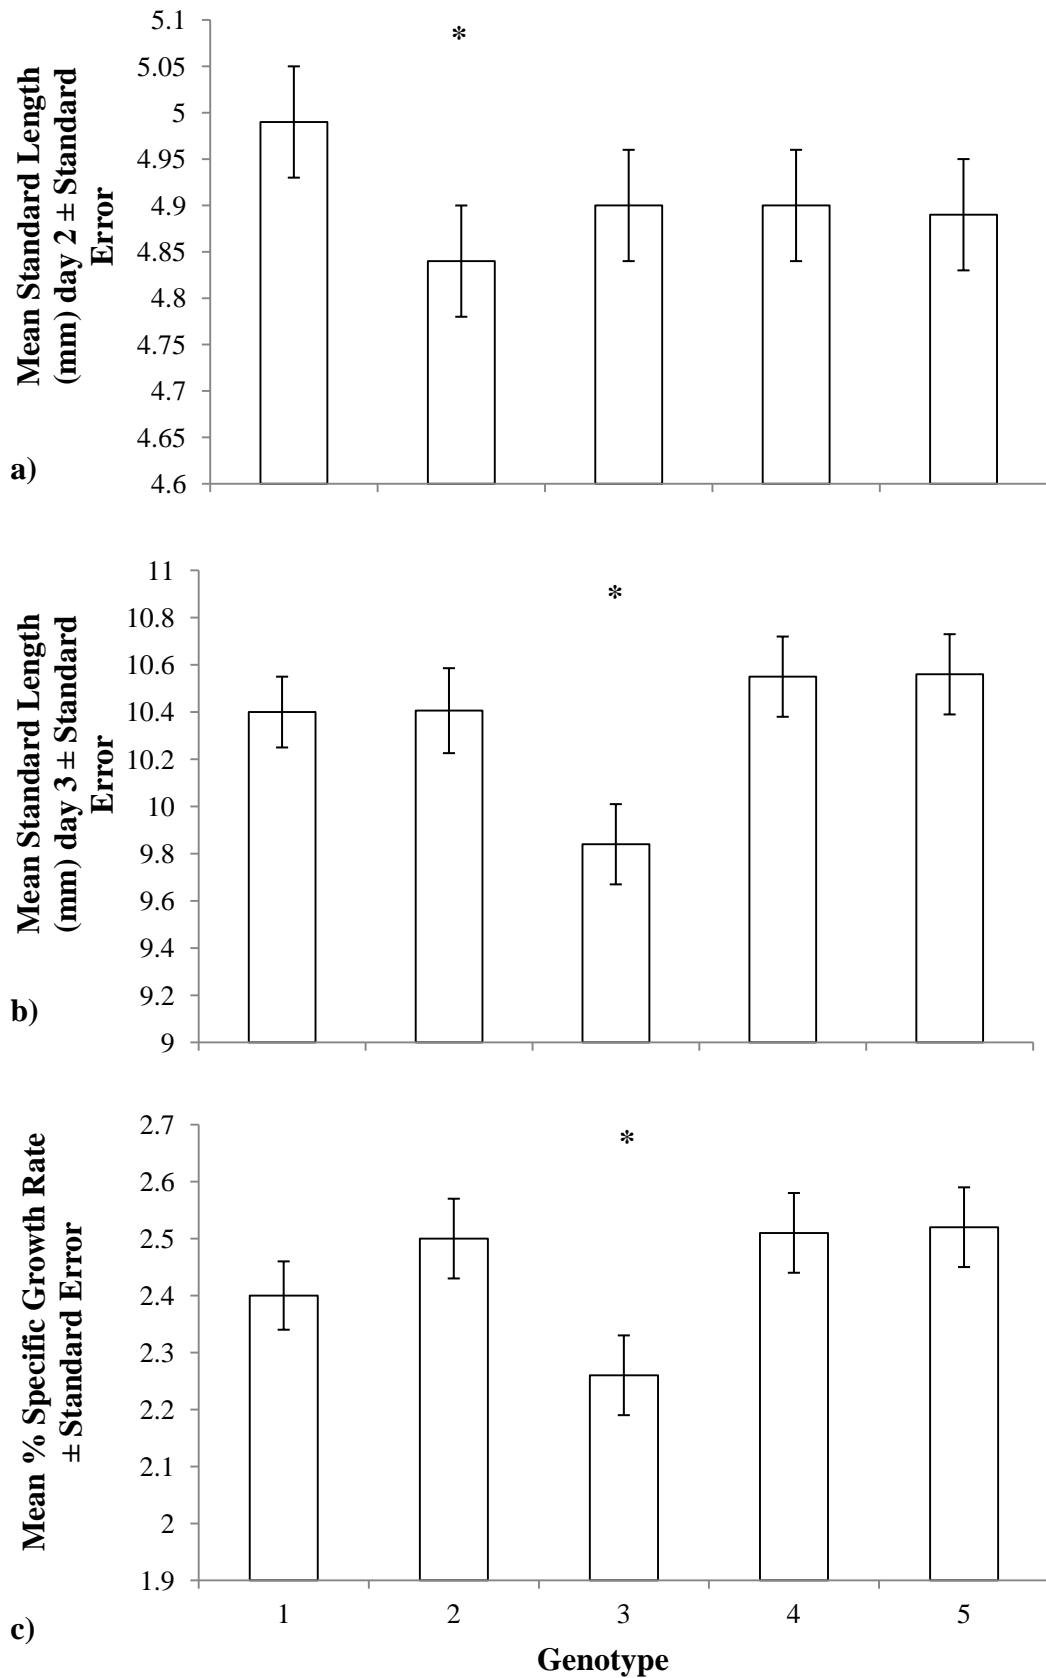 Mean Standard Length
(mm) day 2 ± Standard
Error
5.1
5.05
5
4.95
4.9
4.85
4.8
4.75
4.7
4.65
4.6
*
a)
Mean Standard Length
(mm) day 3 ± Standard
Error
11
10.8
10.6
10.4
10.2
10
9.8
9.6
9.4
9.2
9
*
b)
Mean % Specific Growth Rate
± Standard Error
2.7
2.6
2.5
2.4
2.3
2.2
2.1
2
1.9
*
1 2 3 4 5
c)
Genotype